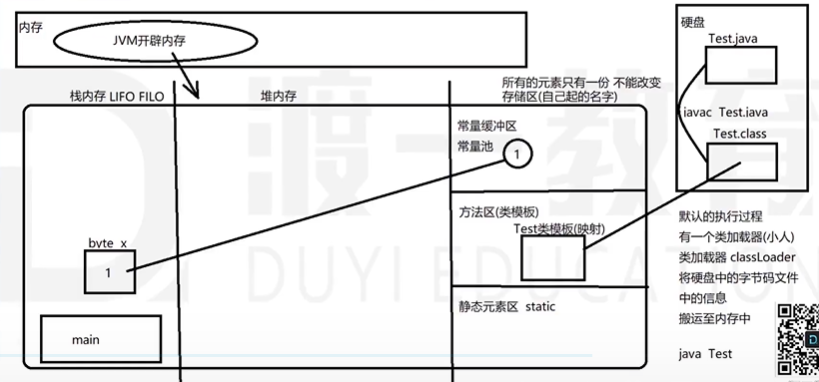 内存
JVM开辟内存
硬盘
Test.java
javac Test.java
Test.class
栈内存 LIFO FILO
堆内存
所有的元素只有一份 不能改变
存储区(自己起的名字)
常量缓冲区
常量池
1
方法区(类模板)
Test类模板(映射)
静态元素区 static
byte x
1
main
默认的执行过程
有一个类加载器(小人)
类加载器 classLoader
将硬盘中的字节码文件
中的信息
搬运至内存中
java Test
渡一教育
DUYI EDUCATION